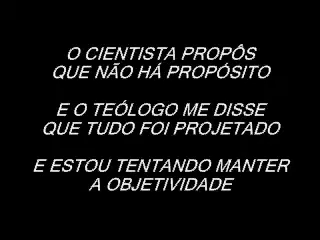 O CIENTISTA PROPÔS
QUE NÃO HÁ PROPÓSITO
E O TEÓLOGO ME DISSE
QUE TUDO FOI PROJETADO
E ESTOU TENTANDO MANTER
A OBJETIVIDADE